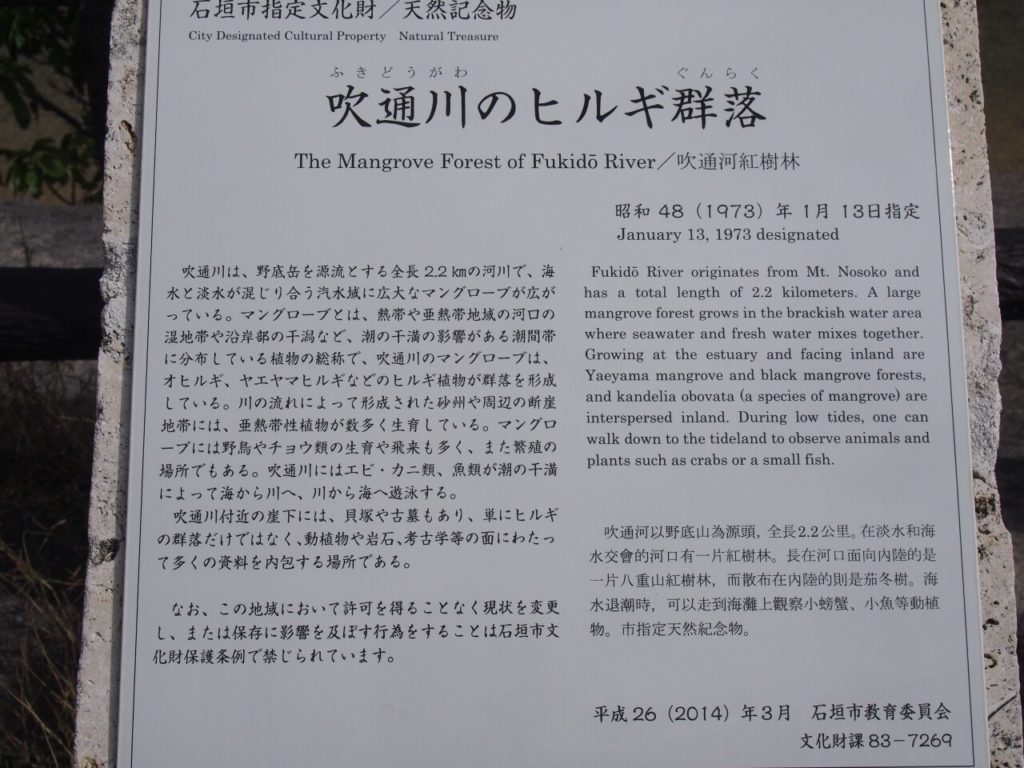 石垣市指定文化財／天然記念物
City Designated Cultural Property Natural Treasure
ふきどうがわ ぐんらく
吹通川のヒルギ群落
The Mangrove Forest of Fukidō River／吹通河紅樹林
昭和 48（1973）年 1月 13日指定
January 13, 1973 designated
吹通川は、野底岳を源流とする全長 2.2 ㎞の河川で、海
水と淡水が混じり合う汽水域に広大なマングローブが広が
っている。マングローブとは、熱帯や亜熱帯地域の河口の
湿地帯や沿岸部の干潟など、潮の干満の影響がある潮間帯
に分布している植物の総称で、吹通川のマングローブは、
オヒルギ、ヤエヤマヒルギなどのヒルギ植物が群落を形成
している。川の流れによって形成された砂州や周辺の断崖
地帯には、亜熱帯性植物が数多く生育している。マングロ
ーブには野鳥やチョウ類の生育や飛来も多く、また繁殖の
場所でもある。吹通川にはエビ・カニ類、魚類が潮の干満
によって海から川へ、川から海へ遊泳する。
吹通川付近の崖下には、貝塚や古墓もあり、単にヒルギ
の群落だけではなく、動植物や岩石、考古学等の面にわたっ
て多くの資料を内包する場所である。
なお、この地域において許可を得ることなく現状を変更
し、または保存に影響を及ぼす行為をすることは石垣市文
化財保護条例で禁じられています。
Fukidō River originates from Mt. Nosoko and
has a total length of 2.2 kilometers. A large
mangrove forest grows in the brackish water area
where seawater and fresh water mixes together.
Growing at the estuary and facing inland are
Yaeyama mangrove and black mangrove forests,
and kandelia obovata (a species of mangrove) are
interspersed inland. During low tides, one can
walk down to the tideland to observe animals and
plants such as crabs or a small fish.
吹通河以野底山為源頭，全長2.2公里。在淡水和海
水交會的河口有一片紅樹林。長在河口面向內陸的是
一片八重山紅樹林，而散布在內陸的則是茄冬樹。海
水退潮時，可以走到海灘上觀察小螃蟹、小魚等動植
物。市指定天然紀念物。
平成 26（2014）年 3月 石垣市教育委員会
文化財課 83－7269